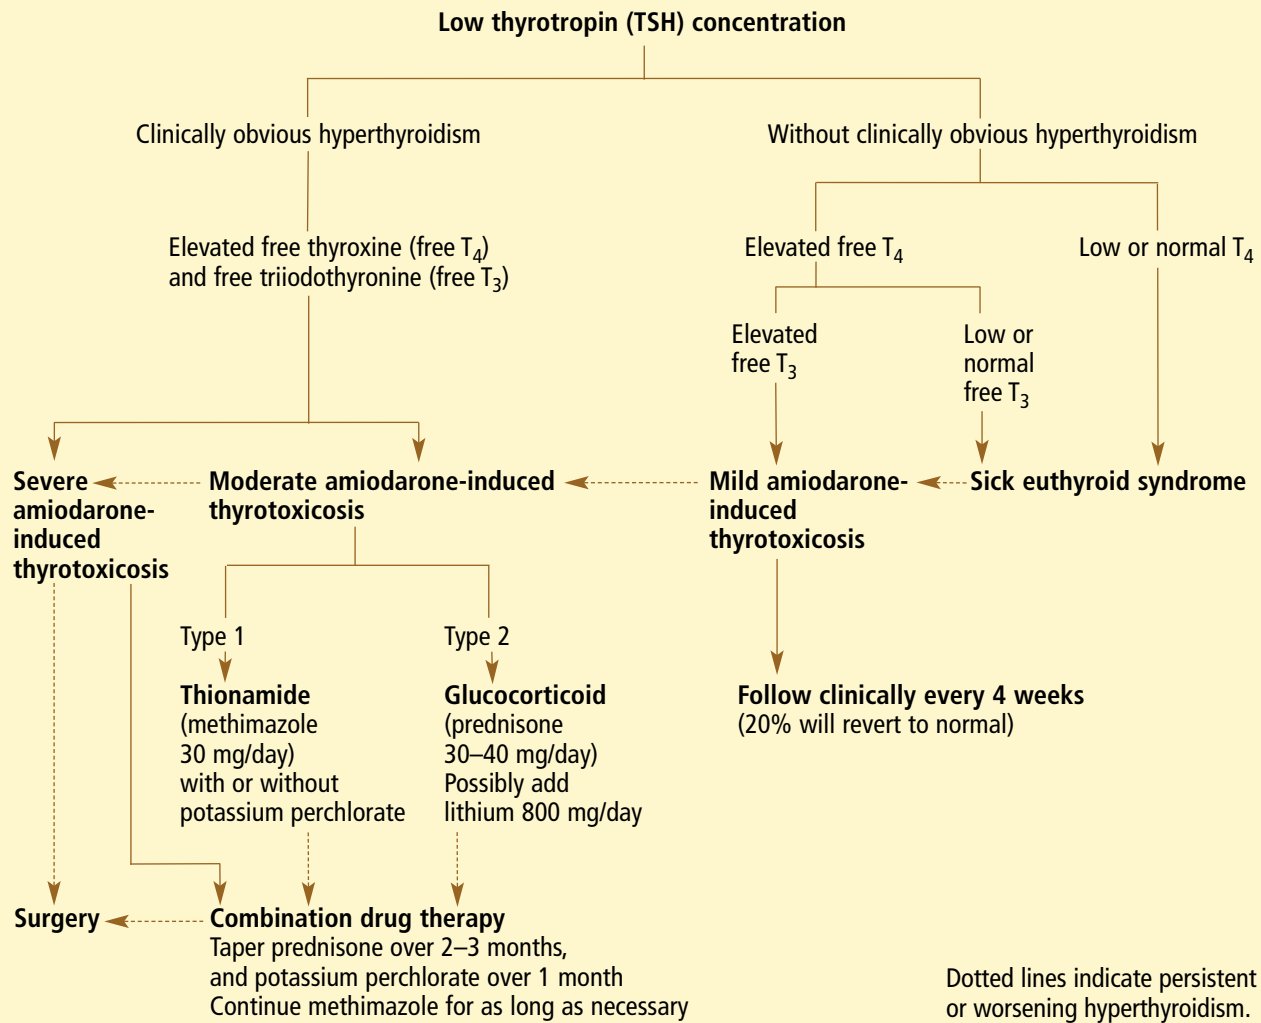 Low thyrotropin (TSH) concentration
Clinically obvious hyperthyroidism
Without clinically obvious hyperthyroidism
Elevated free thyroxine (free T4)
and free triiodothyronine (free T3)
Elevated free T4
Low or normal T4
Elevated
free T3
Low or
normal
free T3
Severe
amiodarone-
induced
thyrotoxicosis
Moderate amiodarone-induced
thyrotoxicosis
Mild amiodarone-
induced
thyrotoxicosis
Sick euthyroid syndrome
Type 1
Thionamide
(methimazole
30 mg/day)
with or without
potassium perchlorate
Type 2
Glucocorticoid
(prednisone
30–40 mg/day)
Possibly add
lithium 800 mg/day
Follow clinically every 4 weeks
(20% will revert to normal)
Surgery
Combination drug therapy
Taper prednisone over 2–3 months,
and potassium perchlorate over 1 month
Continue methimazole for as long as necessary
Dotted lines indicate persistent
or worsening hyperthyroidism.